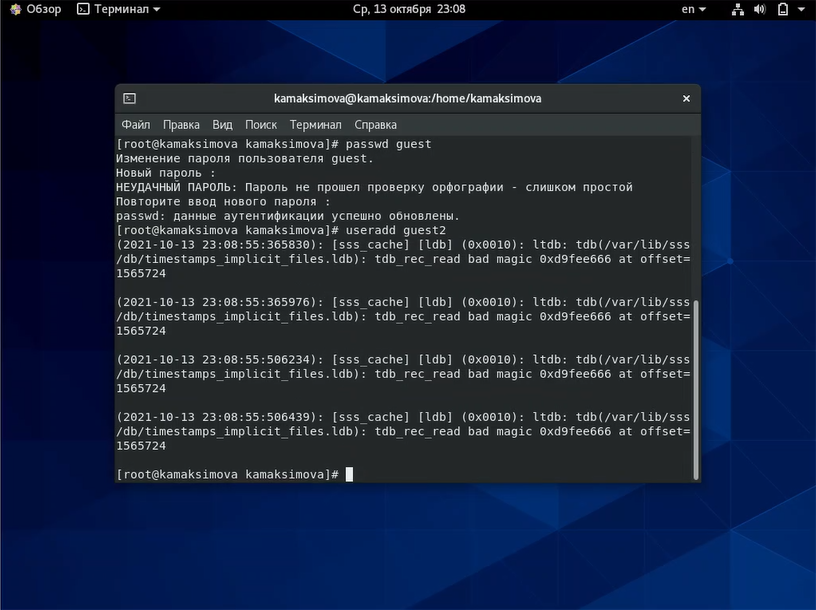 Обзор
Терминал
Ср, 13 октября 23:08
en
kamaksimova@kamaksimova:/home/kamaksimova
Файл Правка Вид Поиск Терминал Справка
[root@kamaksimova kamaksimova]# passwd guest
Изменение пароля пользователя guest.
Новый пароль :
НЕУДАЧНЫЙ ПАРОЛЬ: Пароль не прошел проверку орфографии - слишком простой
Повторите ввод нового пароля :
passwd: данные аутентификации успешно обновлены.
[root@kamaksimova kamaksimova]# useradd guest2
(2021-10-13 23:08:55:365830): [sss_cache] [ldb] (0x0010): ltdb: tdb(/var/lib/sss
/db/timestamps_implicit_files.ldb): tdb_rec_read bad magic 0xd9fee666 at offset=
1565724
(2021-10-13 23:08:55:365976): [sss_cache] [ldb] (0x0010): ltdb: tdb(/var/lib/sss
/db/timestamps_implicit_files.ldb): tdb_rec_read bad magic 0xd9fee666 at offset=
1565724
(2021-10-13 23:08:55:506234): [sss_cache] [ldb] (0x0010): ltdb: tdb(/var/lib/sss
/db/timestamps_implicit_files.ldb): tdb_rec_read bad magic 0xd9fee666 at offset=
1565724
(2021-10-13 23:08:55:506439): [sss_cache] [ldb] (0x0010): ltdb: tdb(/var/lib/sss
/db/timestamps_implicit_files.ldb): tdb_rec_read bad magic 0xd9fee666 at offset=
1565724
[root@kamaksimova kamaksimova]#